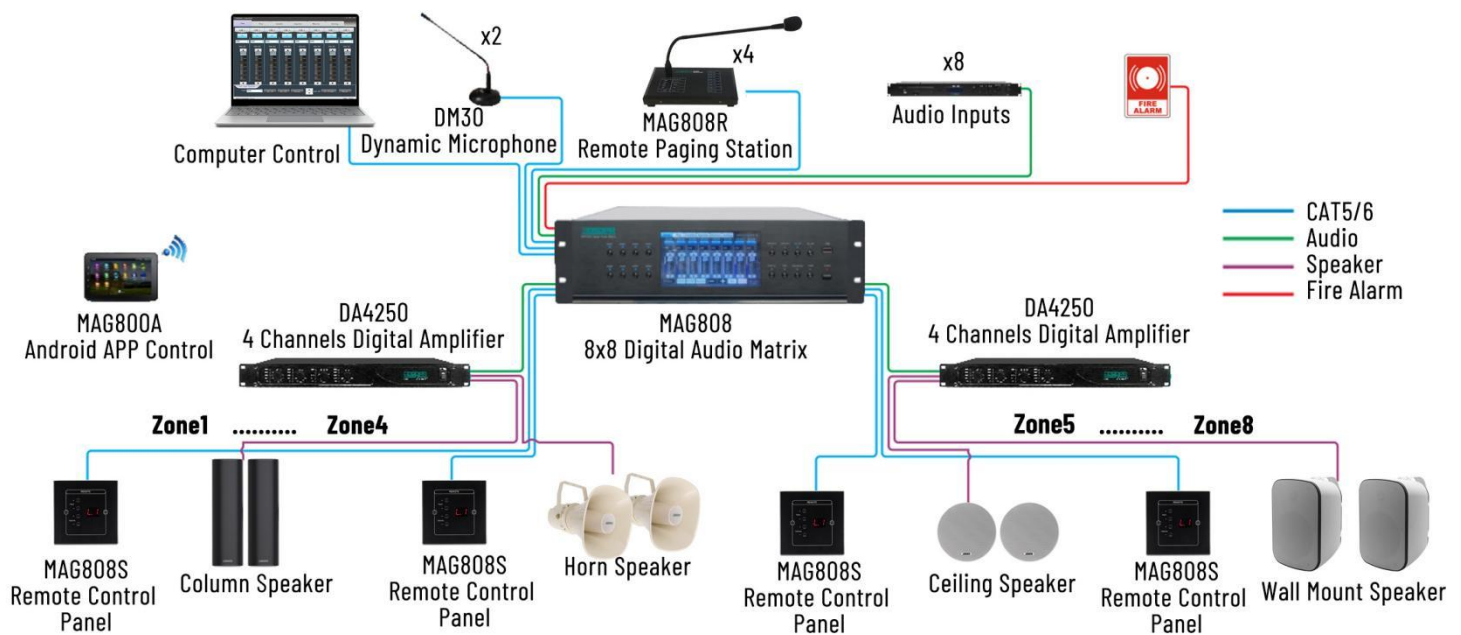 x2
x4
x8
FIRE
ALARM
DM30
Dynamic Microphone
MAG808R
Remote Paging Station
Audio Inputs
Computer Control
CAT5/6
Audio
Speaker
Fire Alarm
MAG800A
Android APP Control
DA4250
4 Channels Digital Amplifier
MAG808
8x8 Digital Audio Matrix
DA4250
4 Channels Digital Amplifier
Zone1 .......... Zone4
Zone5 .......... Zone8
MAG808S
Remote Control
Panel
Column Speaker
MAG808S
Remote Control
Panel
Horn Speaker
MAG808S
Remote Control
Panel
Ceiling Speaker
MAG808S
Remote Control
Panel
Wall Mount Speaker